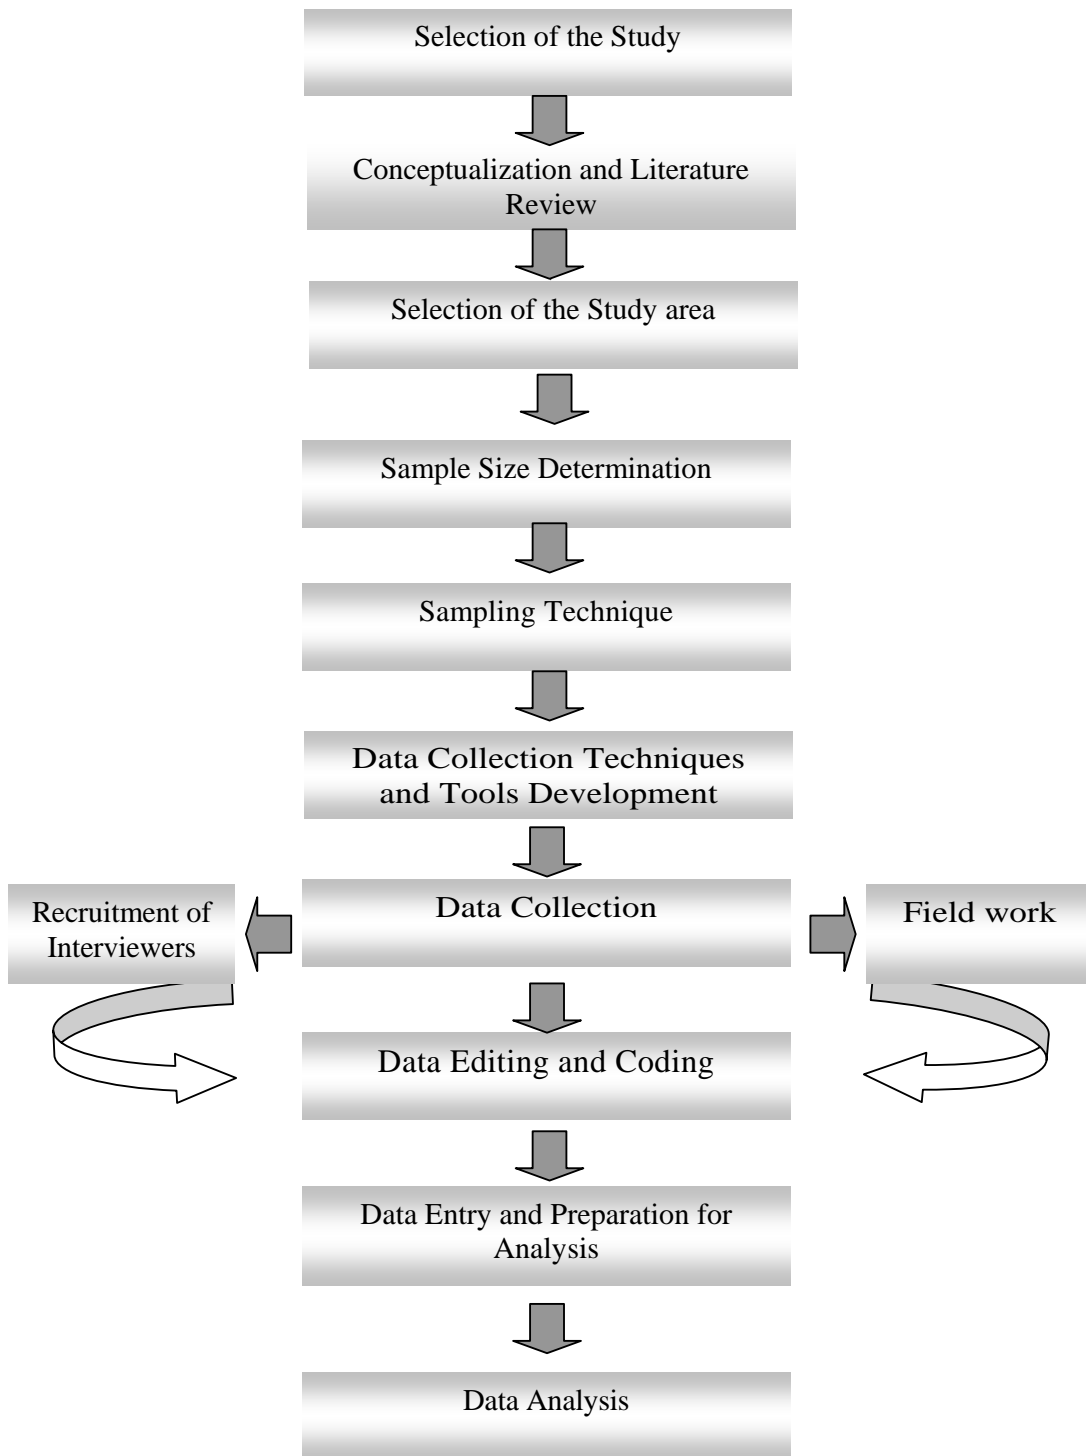 Selection of the Study
Conceptualization and Literature
Review
Selection of the Study area
Sample Size Determination
Sampling Technique
Data Collection Techniques
and Tools Development
Recruitment of
Interviewers
Data Collection
Field work
Data Editing and Coding
Data Entry and Preparation for
Analysis
Data Analysis